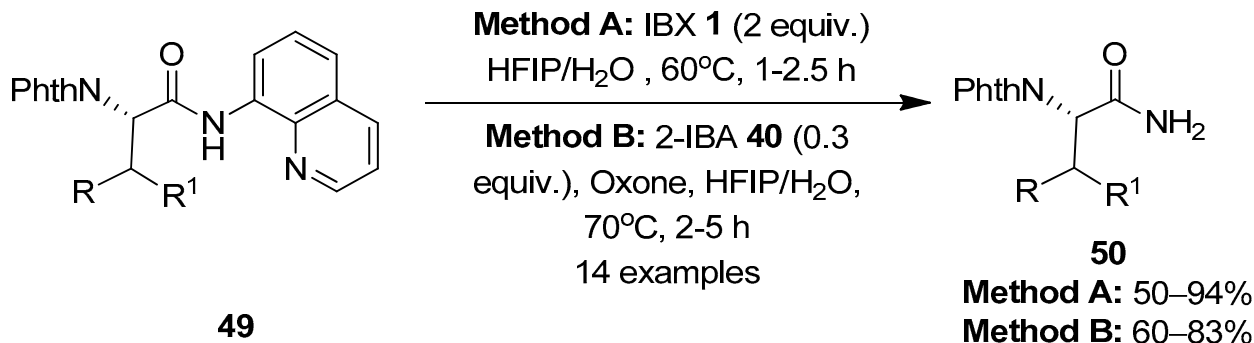 Method A: IBX 1 (2 equiv.)
HFIP/H₂O , 60°C, 1-2.5 h
PhthN
O
N
H
N
R
R¹
Method B: 2-IBA 40 (0.3
equiv.), Oxone, HFIP/H₂O,
70°C, 2-5 h
14 examples
49
PhthN
O
NH₂
R
R¹
50
Method A: 50–94%
Method B: 60–83%